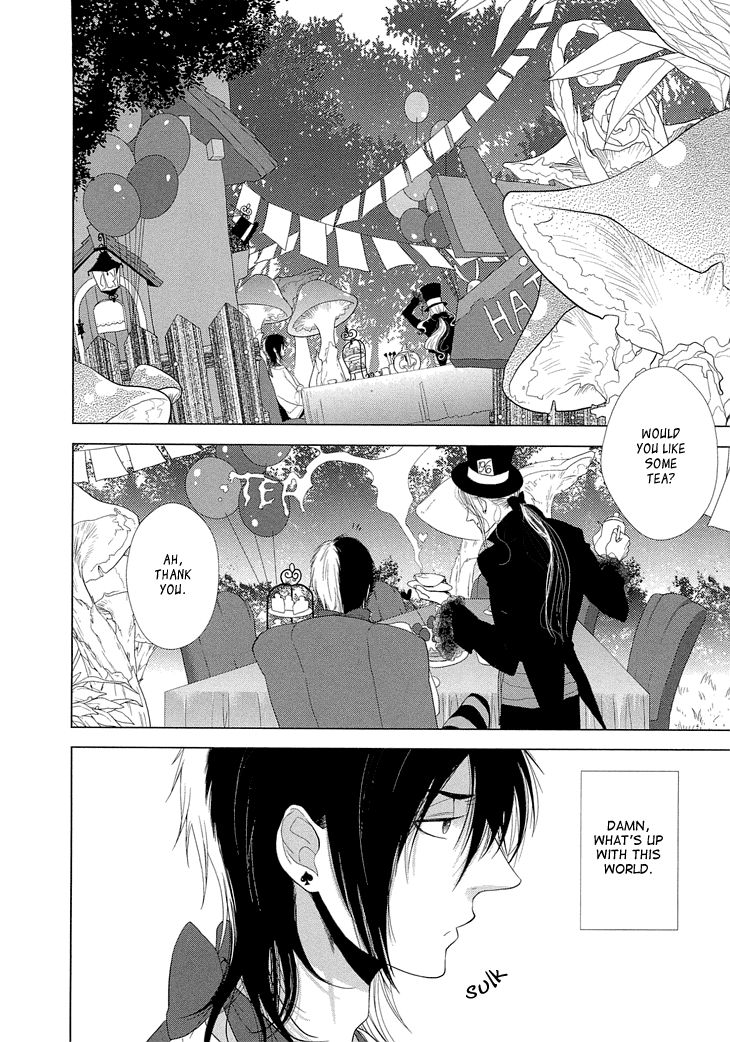 HAT
WOULD
YOU LIKE
SOME
TEA?
TEA
AH,
THANK
YOU.
DAMN,
WHAT'S UP
WITH THIS
WORLD.
SULK